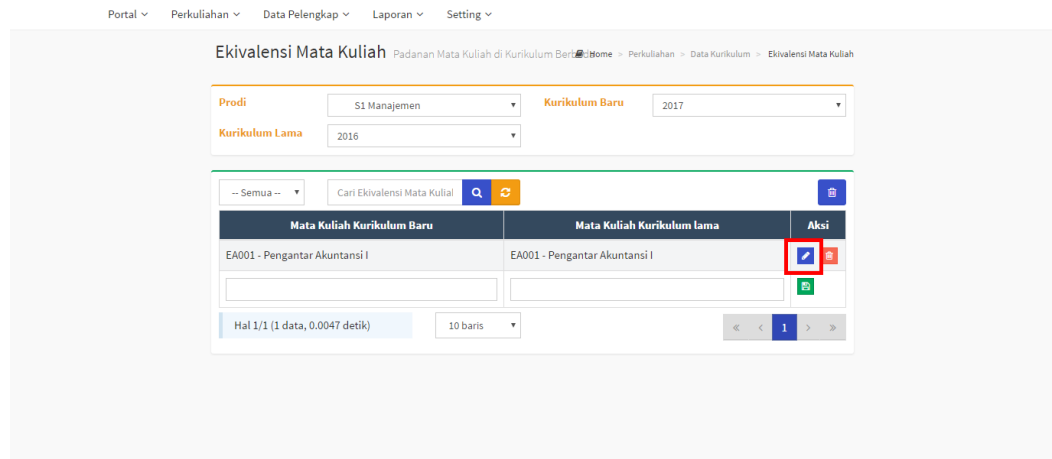 Portal Perkuliahan Data Pelengkap Laporan Setting
Ekivalensi Mata Kuliah Padanan Mata Kuliah di Kurikulum Home > Perkuliahan > Data Kurikulum > Ekivalensi Mata Kuliah
Prodi S1 Manajemen Kurikulum Baru 2017
Kurikulum Lama 2016
-- Semua -- Cari Ekivalensi Mata Kuliah
Mata Kuliah Kurikulum Baru Mata Kuliah Kurikulum lama Aksi
EA001 - Pengantar Akuntansi I EA001 - Pengantar Akuntansi I
Hal 1/1 (1 data, 0.0047 detik) 10 baris « < 1 > »